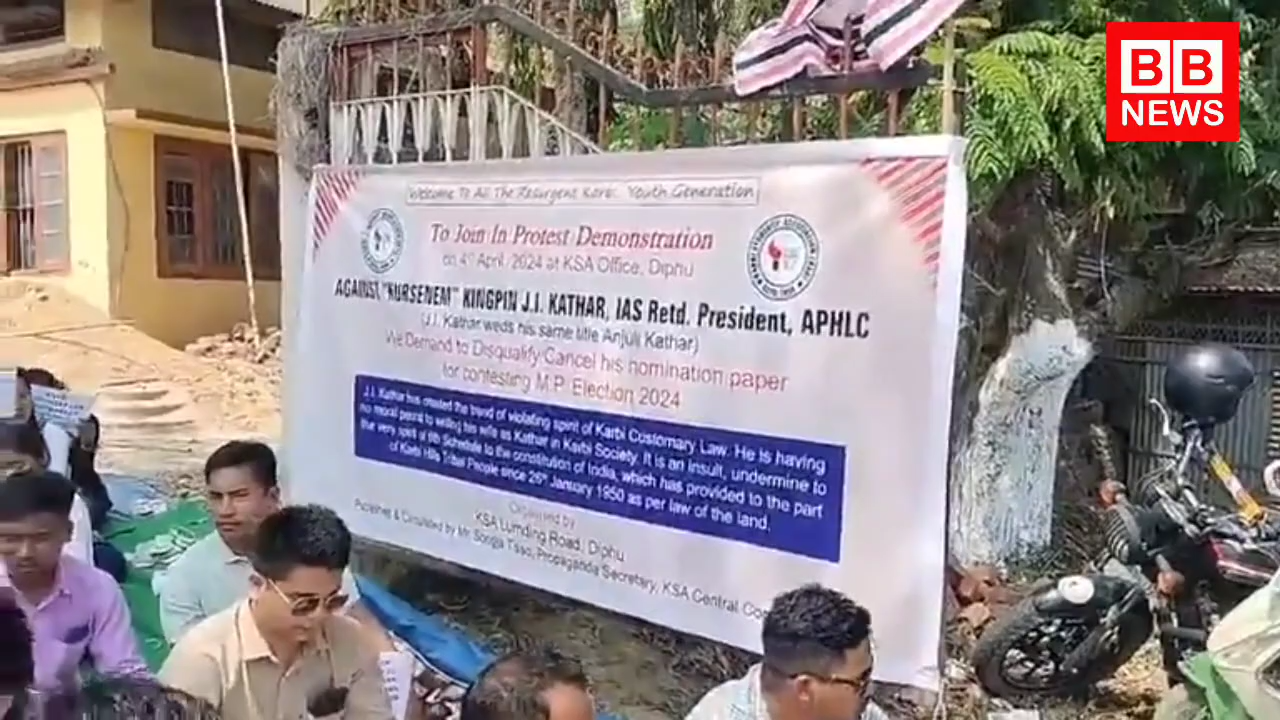 BB
NEWS
Welcome To All The Resurgent Karbi Youth Generation
To Join In Protest Demonstration
on 4th April, 2024 at KSA Office, Diphu
AGAINST "KURSENEM" KINGPIN J.I. KATHAR, IAS Retd. President, APHLC
(J.I. Kathar weds his same title Anjuli Kathar)
We Demand to Disqualify/Cancel his nomination paper
for contesting M.P. Election 2024
J.I. Kathar has created the trend of violating spirit of Karbi Customary Law. He is having
no moral peural to willing his wife as Kathar in Karbi Society. It is an insult, undermine to
the very spirit of 6th Schedule to the constitution of India, which has provided to the part
of Karbi Hills Tribal People since 26th January 1950 as per law of the land.
Organised by
KSA Lumding Road, Diphu
Publisher & Circulated by Mr. Songja Tisso, Propaganda Secretary, KSA Central